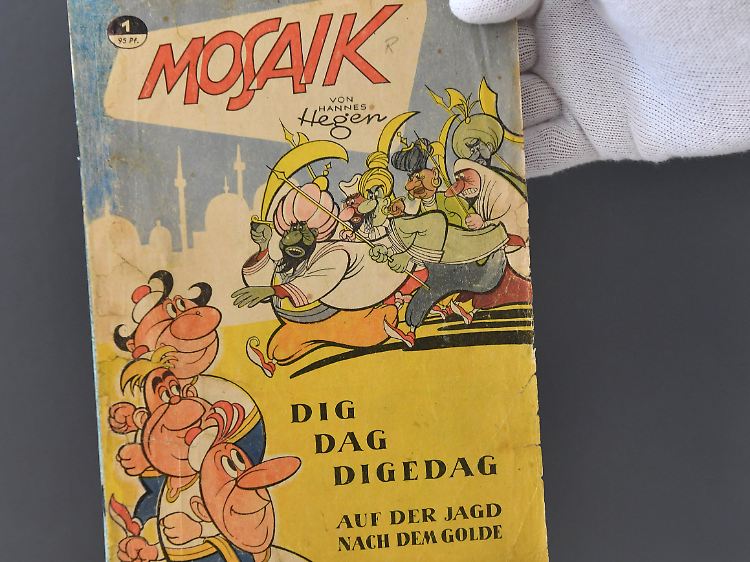 1
95 Pf.
MOSAIK
R
VON
HANNES
Hegen
DIG
DAG
DIGEDAG
AUF DER JAGD
NACH DEM GOLDE